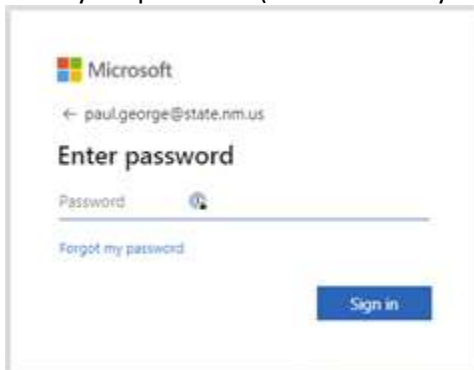 Microsoft
← paul.george@state.nm.us
Enter password
Password
Forgot my password
Sign in